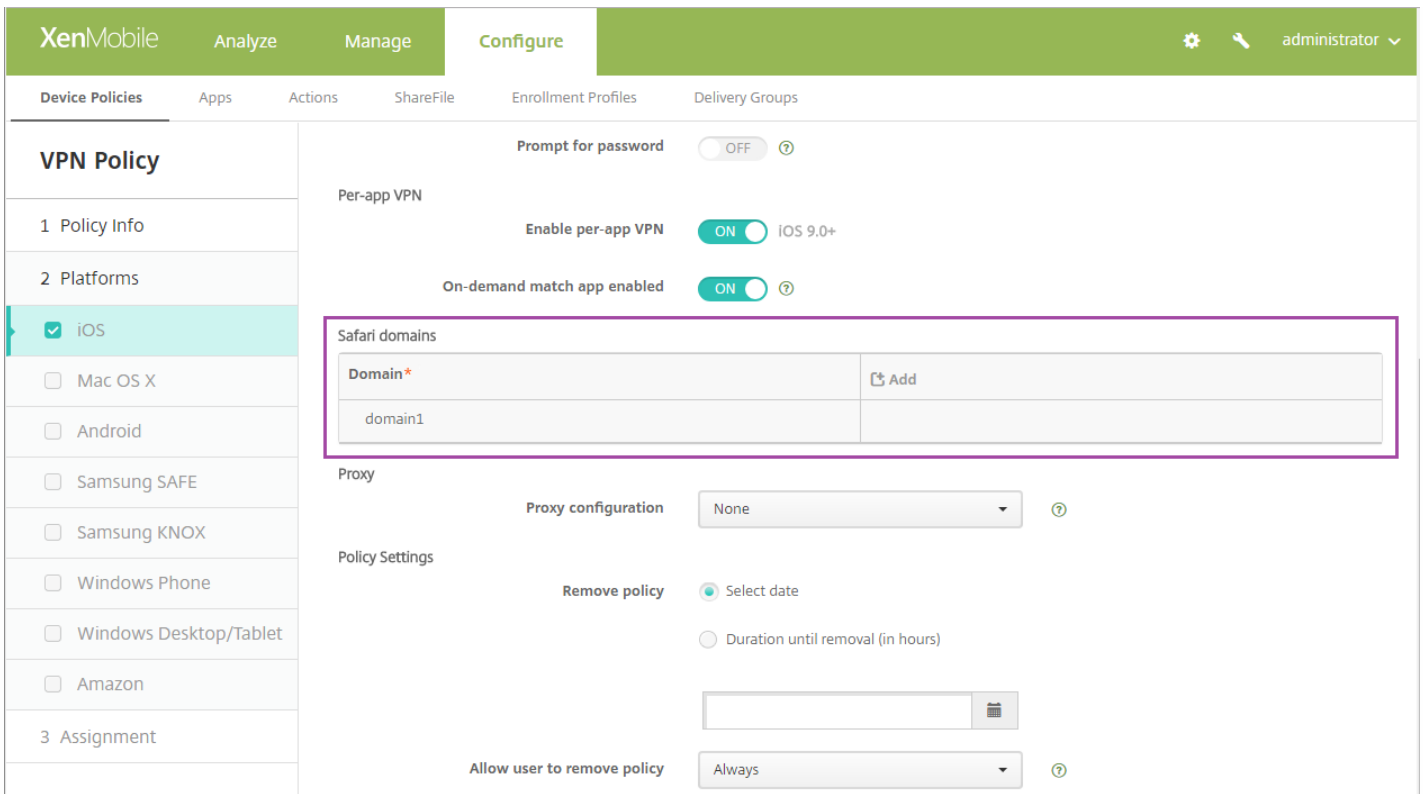 XenMobile Analyze Manage Configure administrator
Device Policies Apps Actions ShareFile Enrollment Profiles Delivery Groups
VPN Policy
1 Policy Info
2 Platforms
iOS
Mac OS X
Android
Samsung SAFE
Samsung KNOX
Windows Phone
Windows Desktop/Tablet
Amazon
3 Assignment
Prompt for password OFF ?
Per-app VPN
Enable per-app VPN ON iOS 9.0+
On-demand match app enabled ON ?
Safari domains
Domain* Add
domain1
Proxy
Proxy configuration None ?
Policy Settings
Remove policy Select date
Duration until removal (in hours)
Allow user to remove policy Always ?